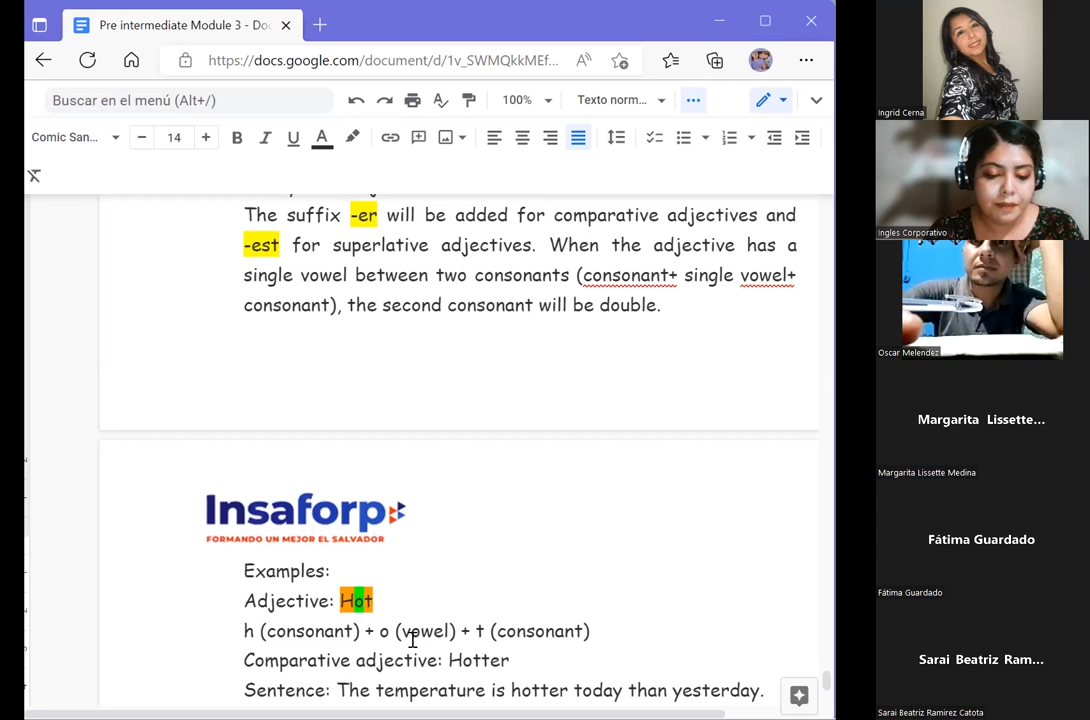 Pre intermediate Module 3 - Doc
https://docs.google.com/document/d/1v_SWMQkkMEf...
Buscar en el menú (Alt+/)
100%
Texto norm...
Comic San...
14
The suffix -er will be added for comparative adjectives and
-est for superlative adjectives. When the adjective has a
single vowel between two consonants (consonant+ single vowel+
consonant), the second consonant will be double.
Insaforp
FORMANDO UN MEJOR EL SALVADOR
Examples:
Adjective: Hot
h (consonant) + o (vowel) + t (consonant)
Comparative adjective: Hotter
Sentence: The temperature is hotter today than yesterday.
Ingrid Cerna
Ingles Corporativo
Oscar Melendez
Margarita Lissette...
Margarita Lissette Medina
Fátima Guardado
Fátima Guardado
Sarai Beatriz Ram...
Sarai Beatriz Ramirez Catota